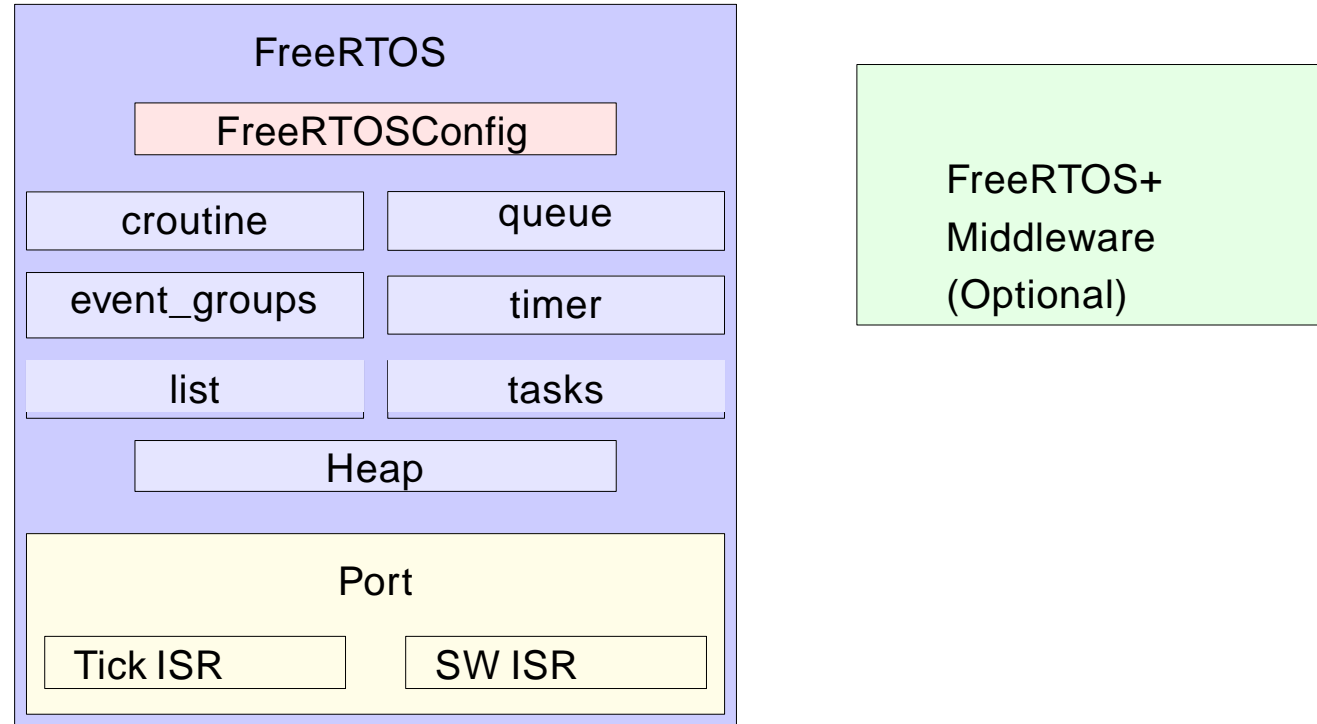 FreeRTOS
FreeRTOSConfig
croutine
queue
event_groups
timer
list
tasks
Heap
Port
Tick ISR
SW ISR
FreeRTOS+
Middleware
(Optional)